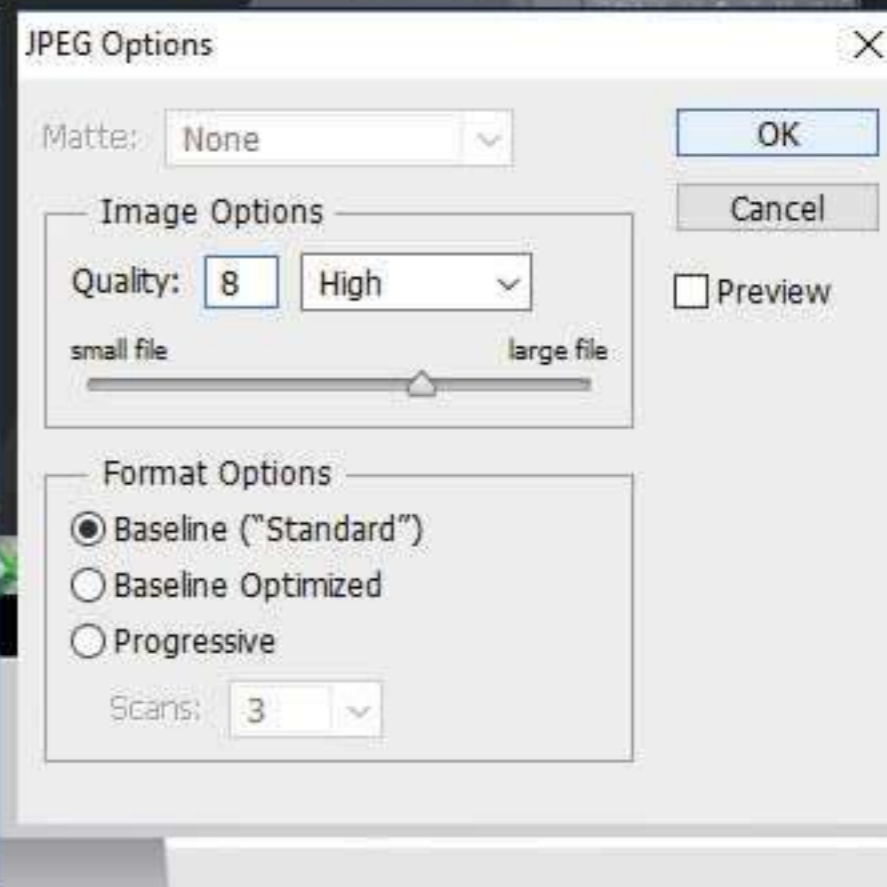 JPEG Options
Matte: None
OK
Cancel
Preview
Image Options
Quality: 8 High
small file large file
Format Options
Baseline (“Standard”)
Baseline Optimized
Progressive
Scans: 3